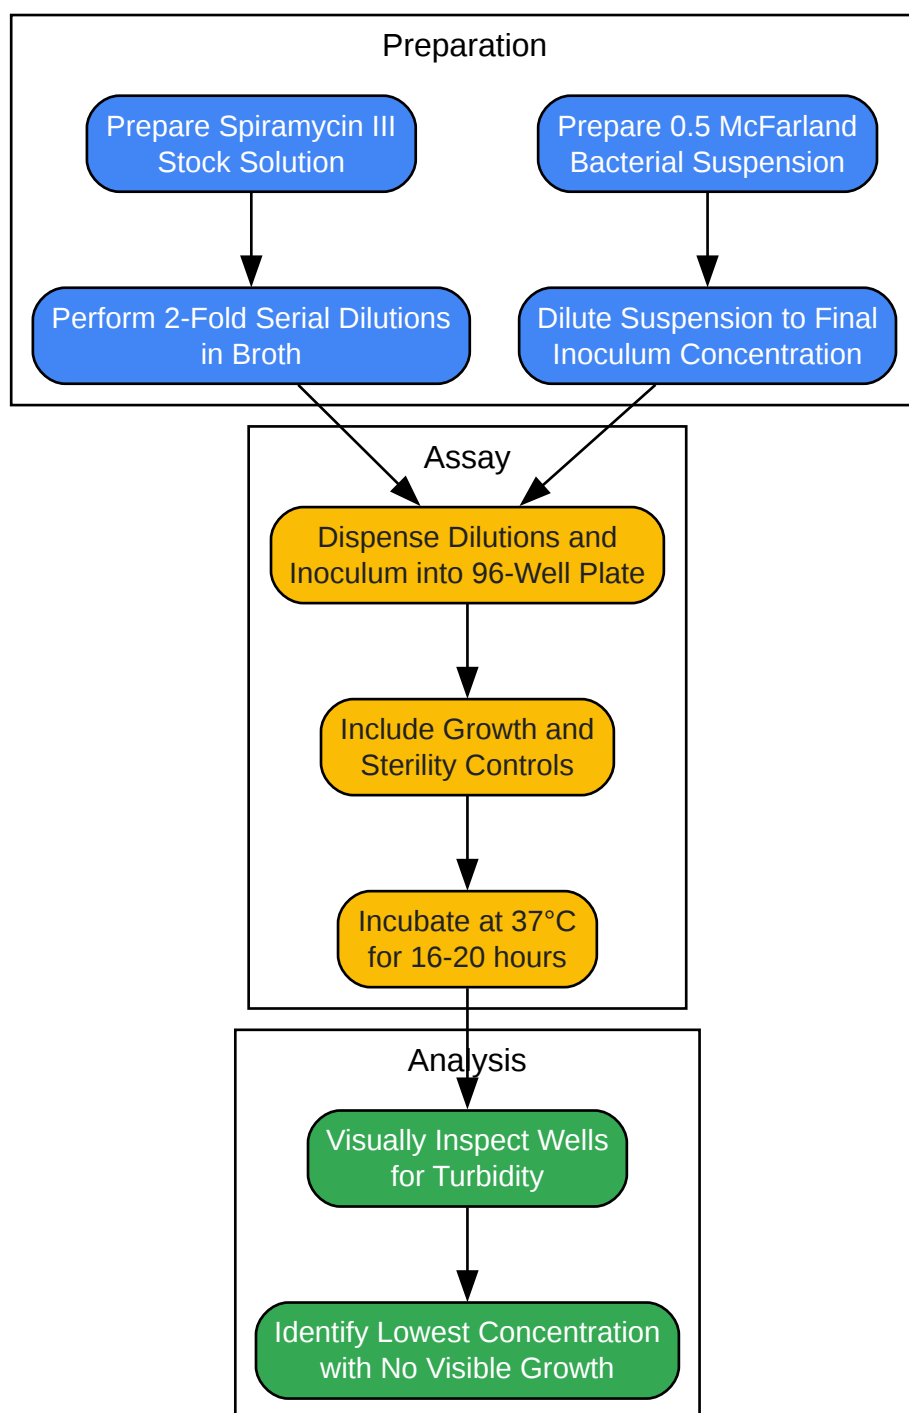 Preparation
Prepare Spiramycin III
Stock Solution
Prepare 0.5 McFarland
Bacterial Suspension
Perform 2-Fold Serial Dilutions
in Broth
Dilute Suspension to Final
Inoculum Concentration
Assay
Dispense Dilutions and
Inoculum into 96-Well Plate
Include Growth and
Sterility Controls
Incubate at 37°C
for 16-20 hours
Analysis
Visually Inspect Wells
for Turbidity
Identify Lowest Concentration
with No Visible Growth